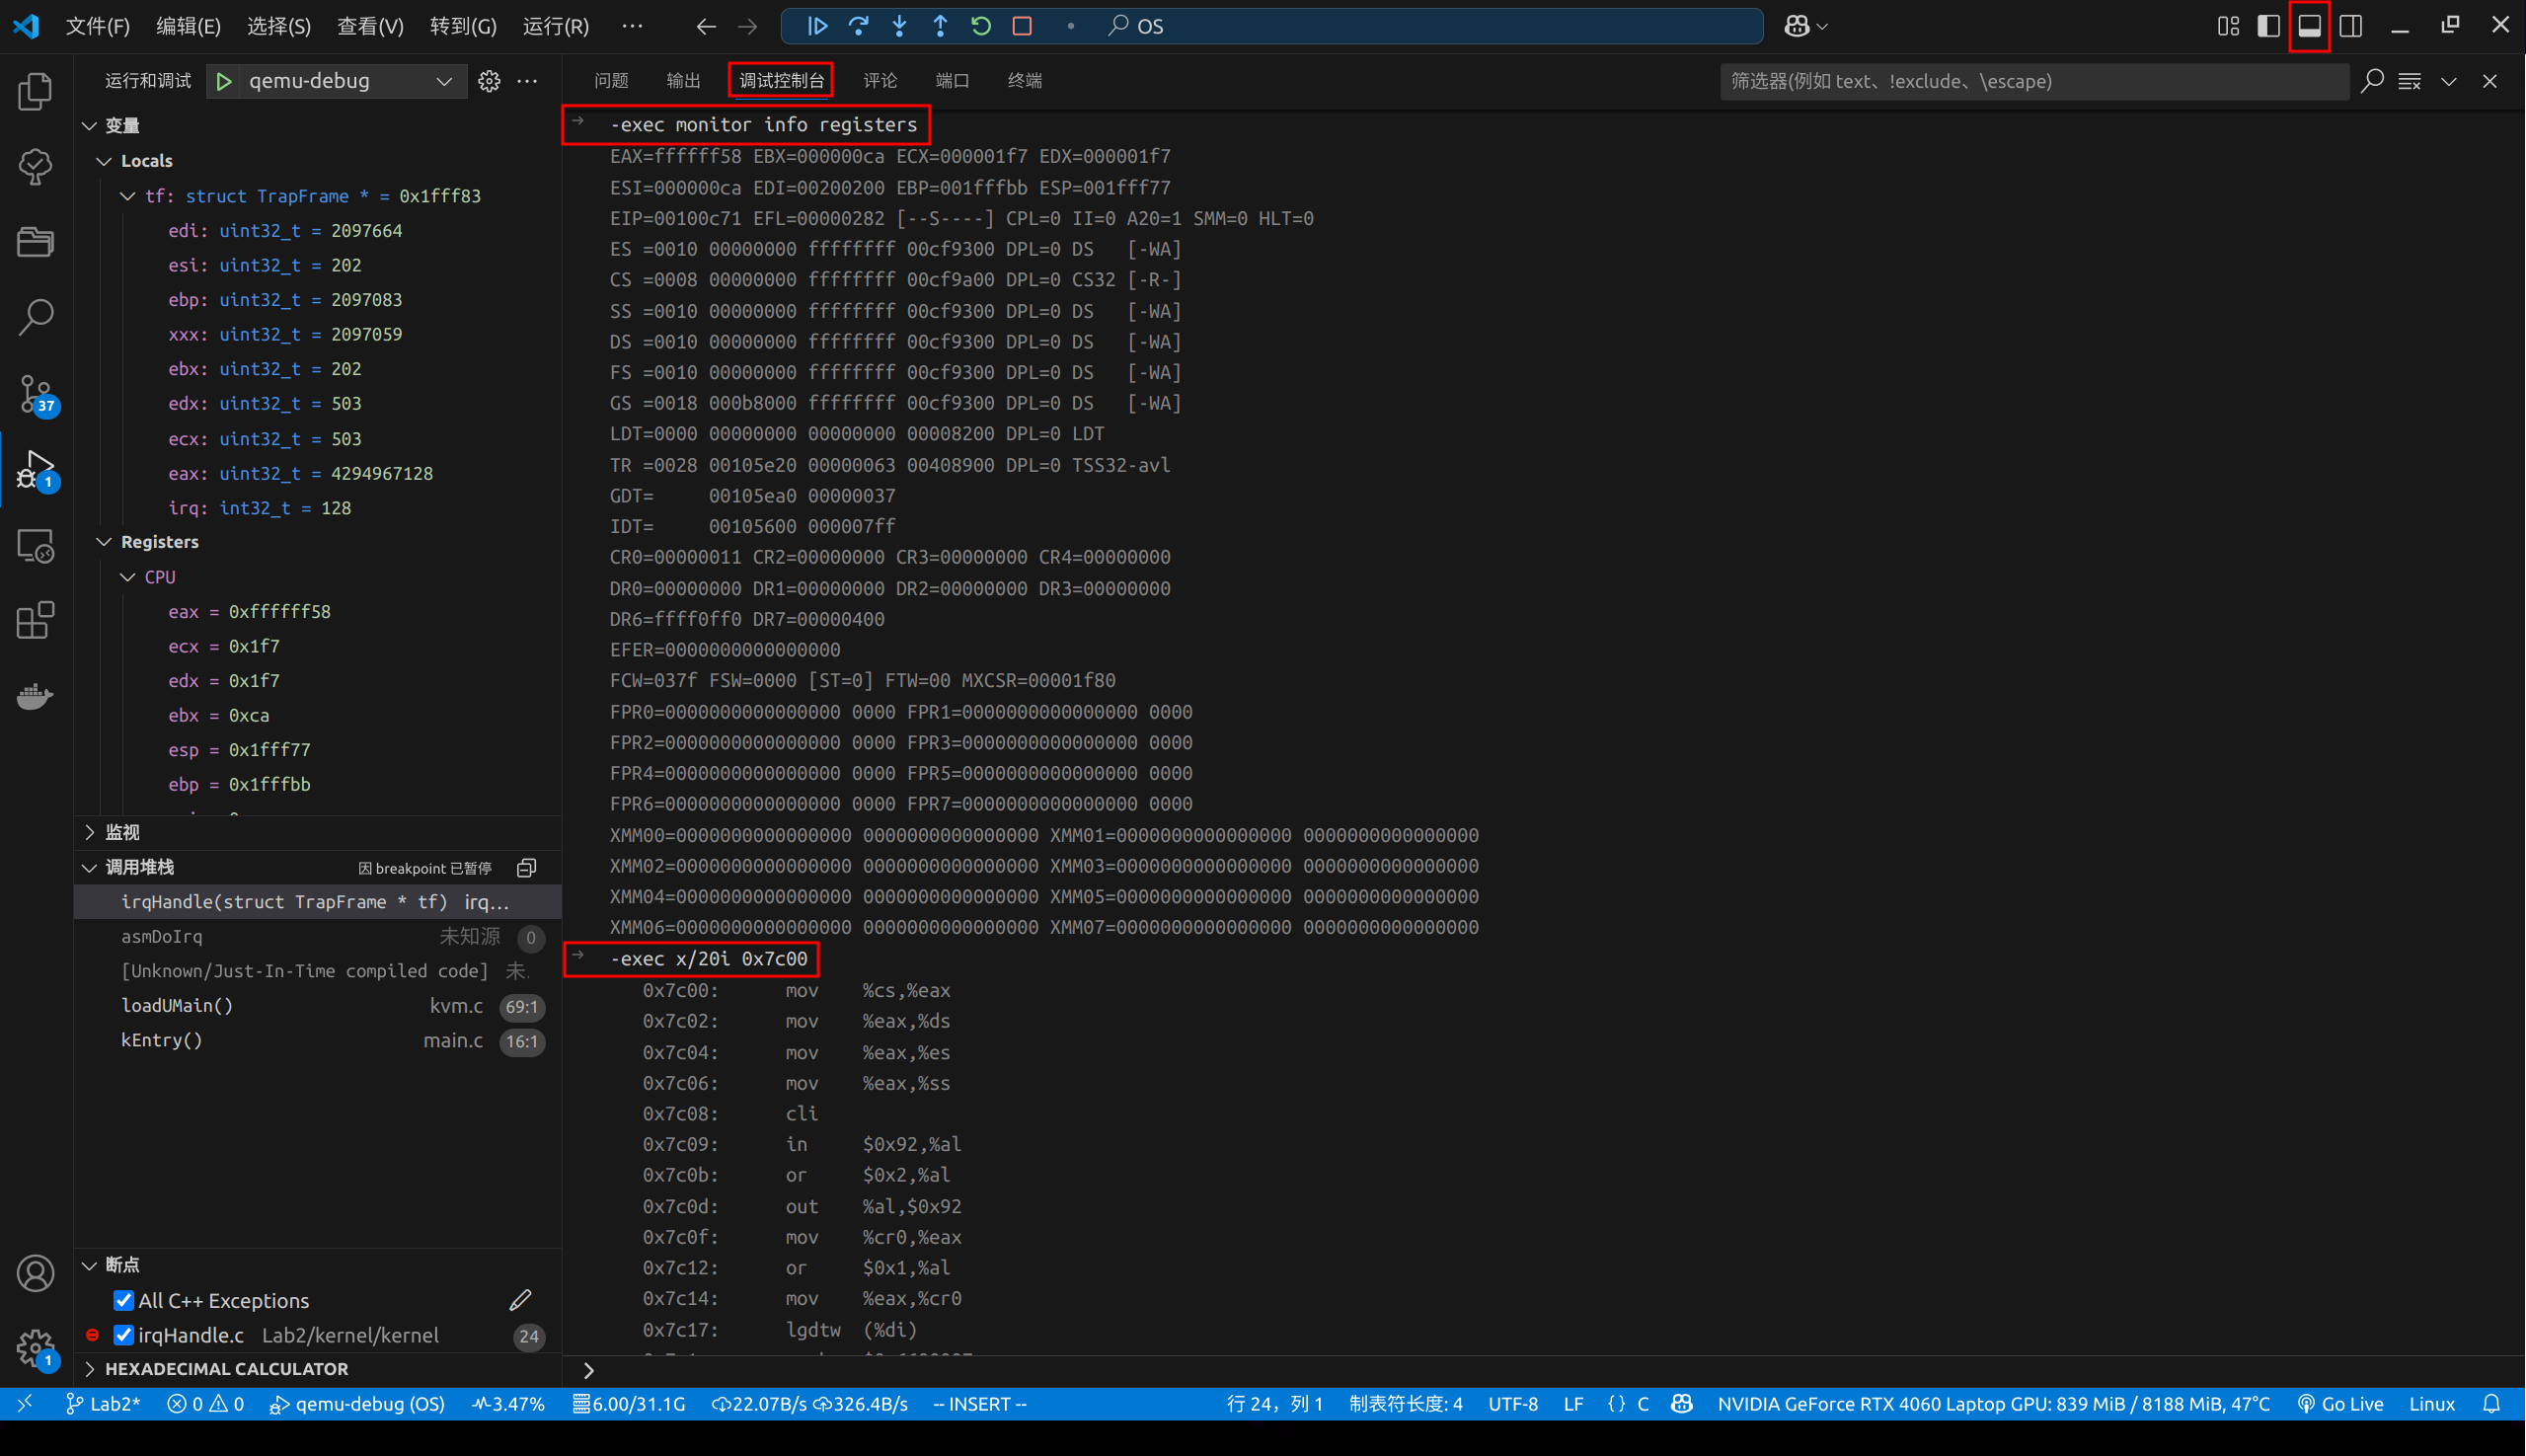 文件(F) 编辑(E) 选择(S) 查看(V) 转到(G) 运行(R) ··· OS
运行和调试 qemu-debug ···
变量
Locals
tf: struct TrapFrame * = 0x1fff83
edi: uint32_t = 2097664
esi: uint32_t = 202
ebp: uint32_t = 2097083
xxx: uint32_t = 2097059
ebx: uint32_t = 202
edx: uint32_t = 503
ecx: uint32_t = 503
eax: uint32_t = 4294967128
irq: int32_t = 128
Registers
CPU
eax = 0xffffff58
ecx = 0x1f7
edx = 0x1f7
ebx = 0xca
esp = 0x1fff77
ebp = 0x1fffbb
监视
调用堆栈 因 breakpoint 已暂停
irqHandle(struct TrapFrame * tf) irq...
asmDoIrq 未知源 0
[Unknown/Just-In-Time compiled code] 未.
loadUMain() kvm.c 69:1
kEntry() main.c 16:1
断点
All C++ Exceptions
irqHandle.c Lab2/kernel/kernel 24
HEXADECIMAL CALCULATOR
37
1
1
问题 输出 调试控制台 评论 端口 终端 筛选器(例如 text、!exclude、\escape)
-exec monitor info registers
EAX=ffffff58 EBX=000000ca ECX=000001f7 EDX=000001f7
ESI=000000ca EDI=00200200 EBP=001fffbb ESP=001fff77
EIP=00100c71 EFL=00000282 [--S----] CPL=0 II=0 A20=1 SMM=0 HLT=0
ES =0010 00000000 ffffffff 00cf9300 DPL=0 DS   [-WA]
CS =0008 00000000 ffffffff 00cf9a00 DPL=0 CS32 [-R-]
SS =0010 00000000 ffffffff 00cf9300 DPL=0 DS   [-WA]
DS =0010 00000000 ffffffff 00cf9300 DPL=0 DS   [-WA]
FS =0010 00000000 ffffffff 00cf9300 DPL=0 DS   [-WA]
GS =0018 000b8000 ffffffff 00cf9300 DPL=0 DS   [-WA]
LDT=0000 00000000 00000000 00008200 DPL=0 LDT
TR =0028 00105e20 00000063 00408900 DPL=0 TSS32-avl
GDT=     00105ea0 00000037
IDT=     00105600 000007ff
CR0=00000011 CR2=00000000 CR3=00000000 CR4=00000000
DR0=00000000 DR1=00000000 DR2=00000000 DR3=00000000
DR6=ffff0ff0 DR7=00000400
EFER=0000000000000000
FCW=037f FSW=0000 [ST=0] FTW=00 MXCSR=00001f80
FPR0=0000000000000000 0000 FPR1=0000000000000000 0000
FPR2=0000000000000000 0000 FPR3=0000000000000000 0000
FPR4=0000000000000000 0000 FPR5=0000000000000000 0000
FPR6=0000000000000000 0000 FPR7=0000000000000000 0000
XMM00=0000000000000000 0000000000000000 XMM01=0000000000000000 0000000000000000
XMM02=0000000000000000 0000000000000000 XMM03=0000000000000000 0000000000000000
XMM04=0000000000000000 0000000000000000 XMM05=0000000000000000 0000000000000000
XMM06=0000000000000000 0000000000000000 XMM07=0000000000000000 0000000000000000
-exec x/20i 0x7c00
0x7c00: mov %cs,%eax
0x7c02: mov %eax,%ds
0x7c04: mov %eax,%es
0x7c06: mov %eax,%ss
0x7c08: cli
0x7c09: in $0x92,%al
0x7c0b: or $0x2,%al
0x7c0d: out %al,$0x92
0x7c0f: mov %cr0,%eax
0x7c12: or $0x1,%al
0x7c14: mov %eax,%cr0
0x7c17: lgdtw (%di)
Lab2* 0 0 qemu-debug (OS) 3.47% 6.00/31.1G 22.07B/s 326.4B/s -- INSERT -- 行 24，列 1 制表符长度: 4 UTF-8 LF {} C NVIDIA GeForce RTX 4060 Laptop GPU: 839 MiB / 8188 MiB, 47°C Go Live Linux